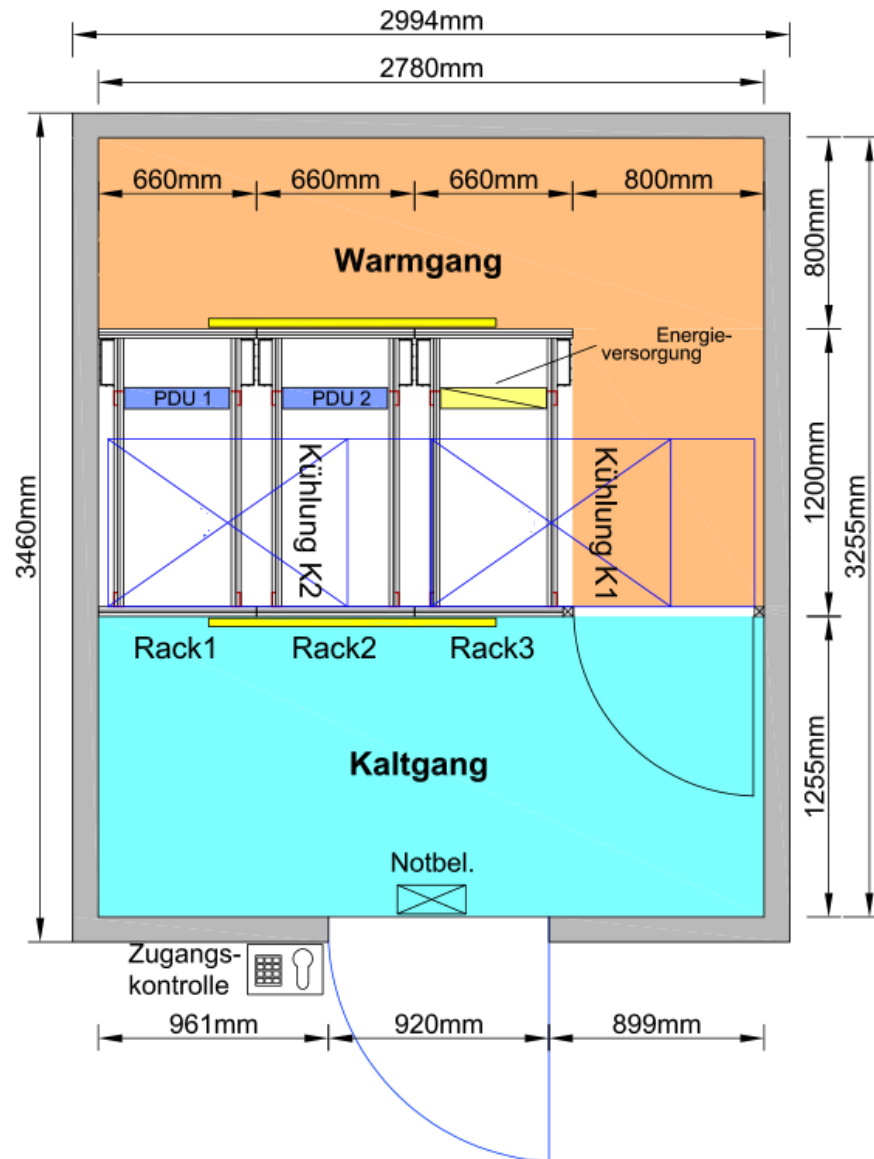 2994mm
2780mm
660mm
660mm
660mm
800mm
800mm
Warmgang
Energie-
versorgung
PDU 1
PDU 2
Kühlung K2
Kühlung K1
1200mm
3460mm
3255mm
Rack1
Rack2
Rack3
Kaltgang
1255mm
Notbel.
Zugangs-
kontrolle
961mm
920mm
899mm